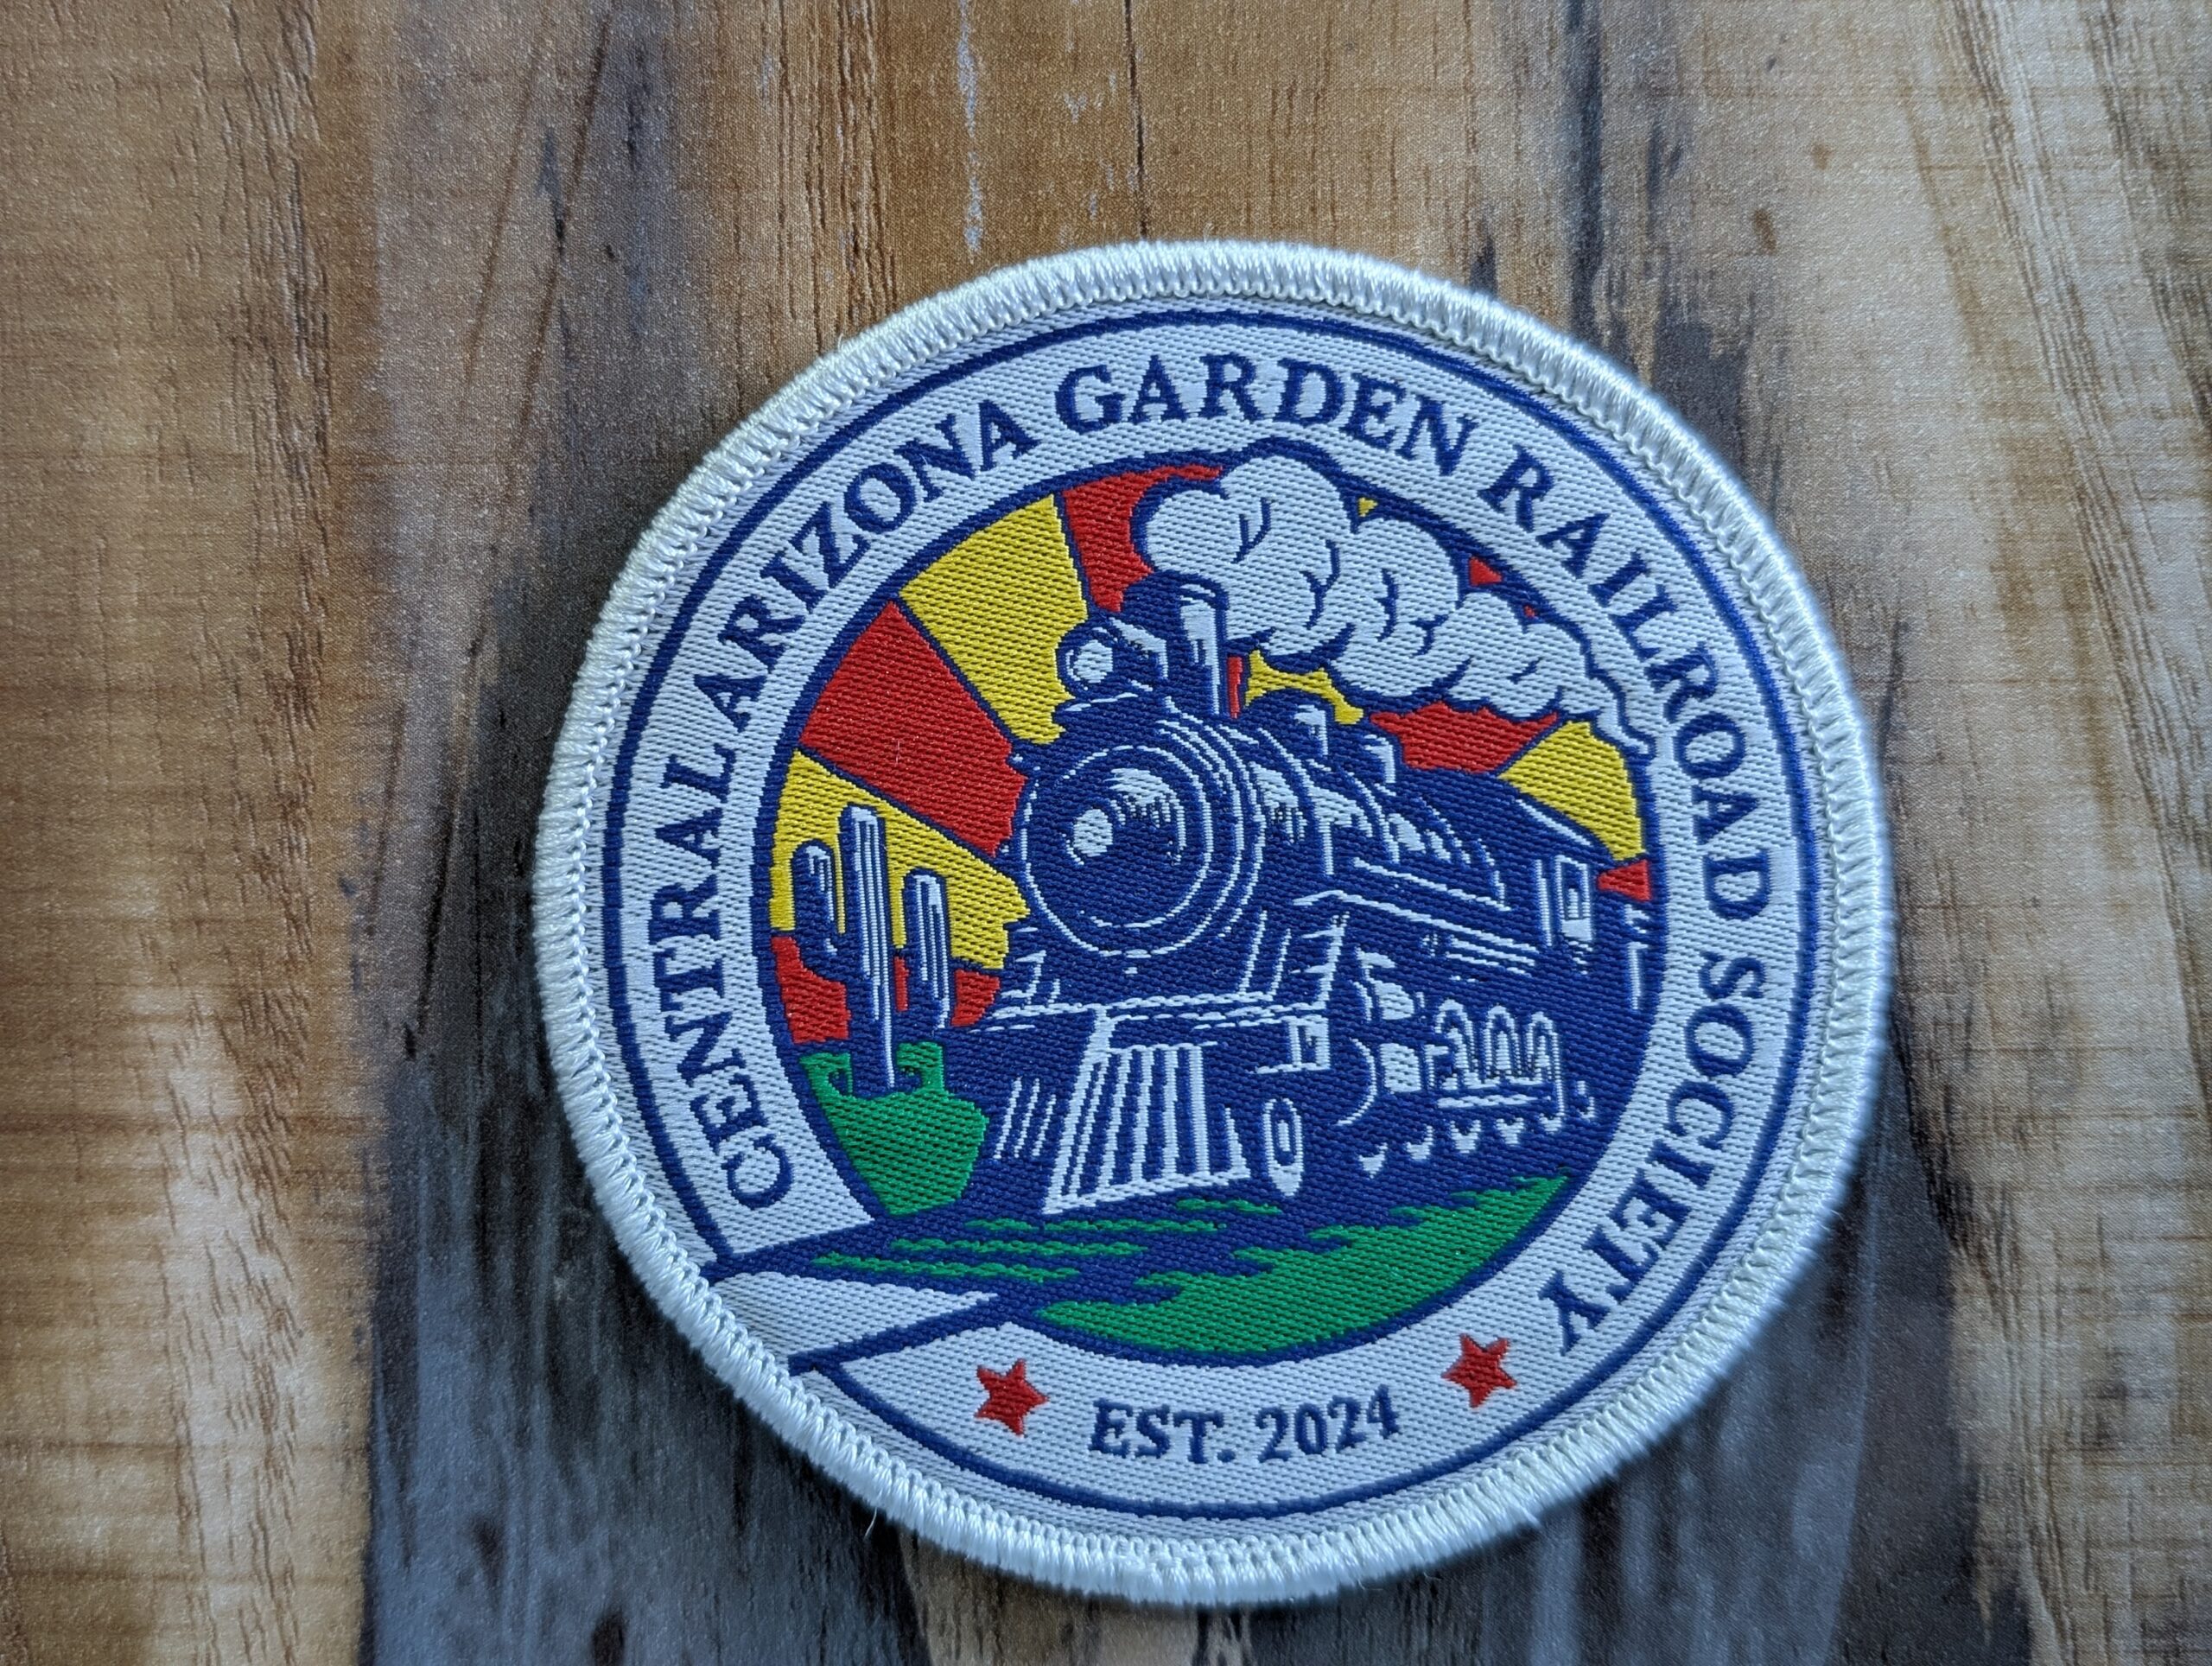 CENTRAL ARIZONA GARDEN RAILROAD SOCIETY
EST. 2024